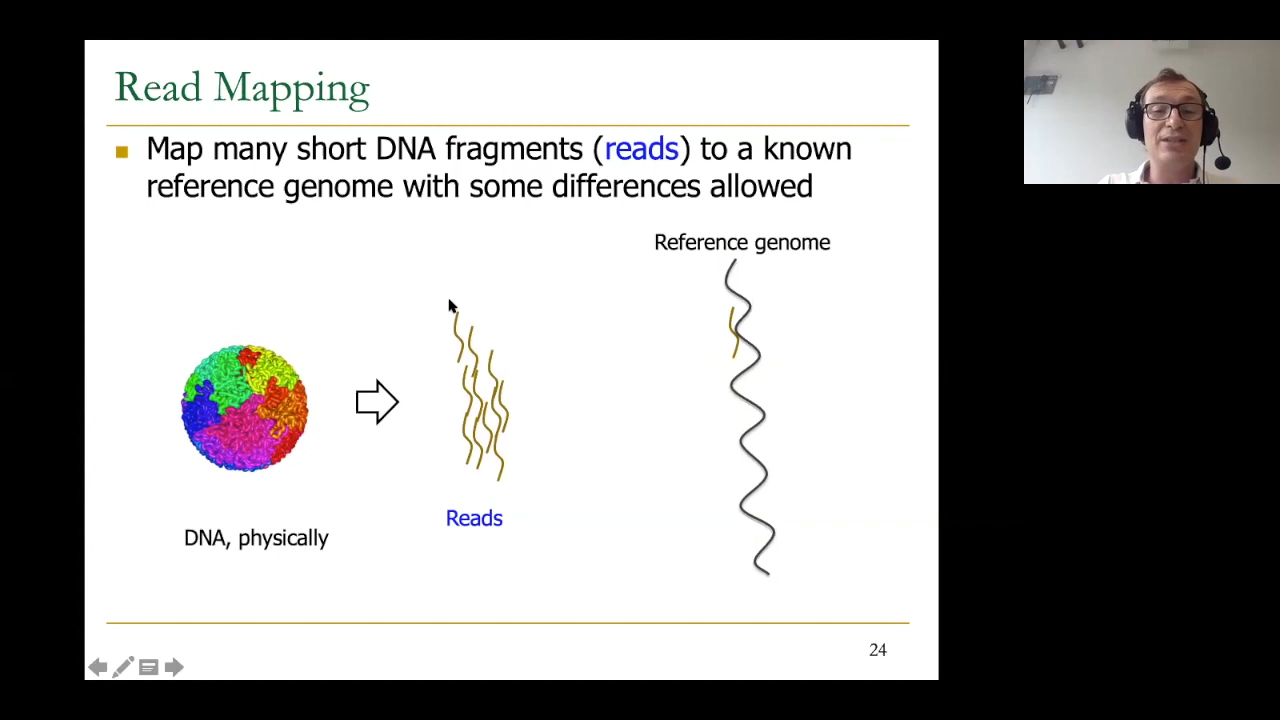 Read Mapping
Map many short DNA fragments (reads) to a known
reference genome with some differences allowed
Reference genome
Reads
DNA, physically
24